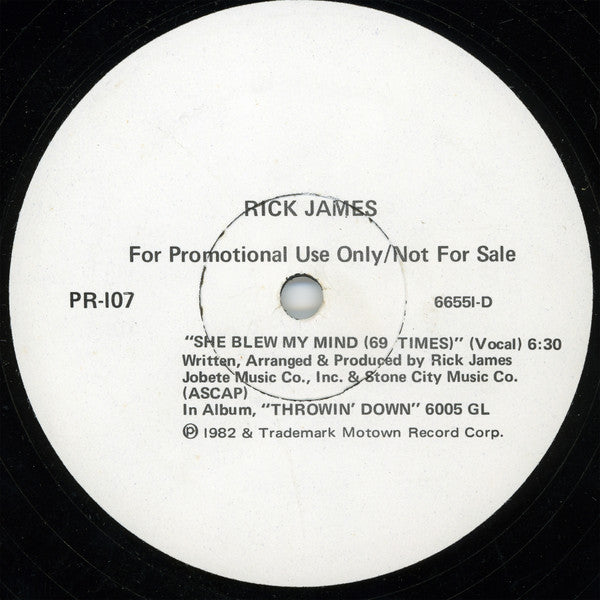 RICK JAMES
For Promotional Use Only/Not For Sale
PR-107 66551-D
"SHE BLEW MY MIND (69 TIMES)" (Vocal) 6:30
Written, Arranged & Produced by Rick James
Jobete Music Co., Inc. & Stone City Music Co.
(ASCAP)
In Album, "THROWIN' DOWN" 6005 GL
℗ 1982 & Trademark Motown Record Corp.